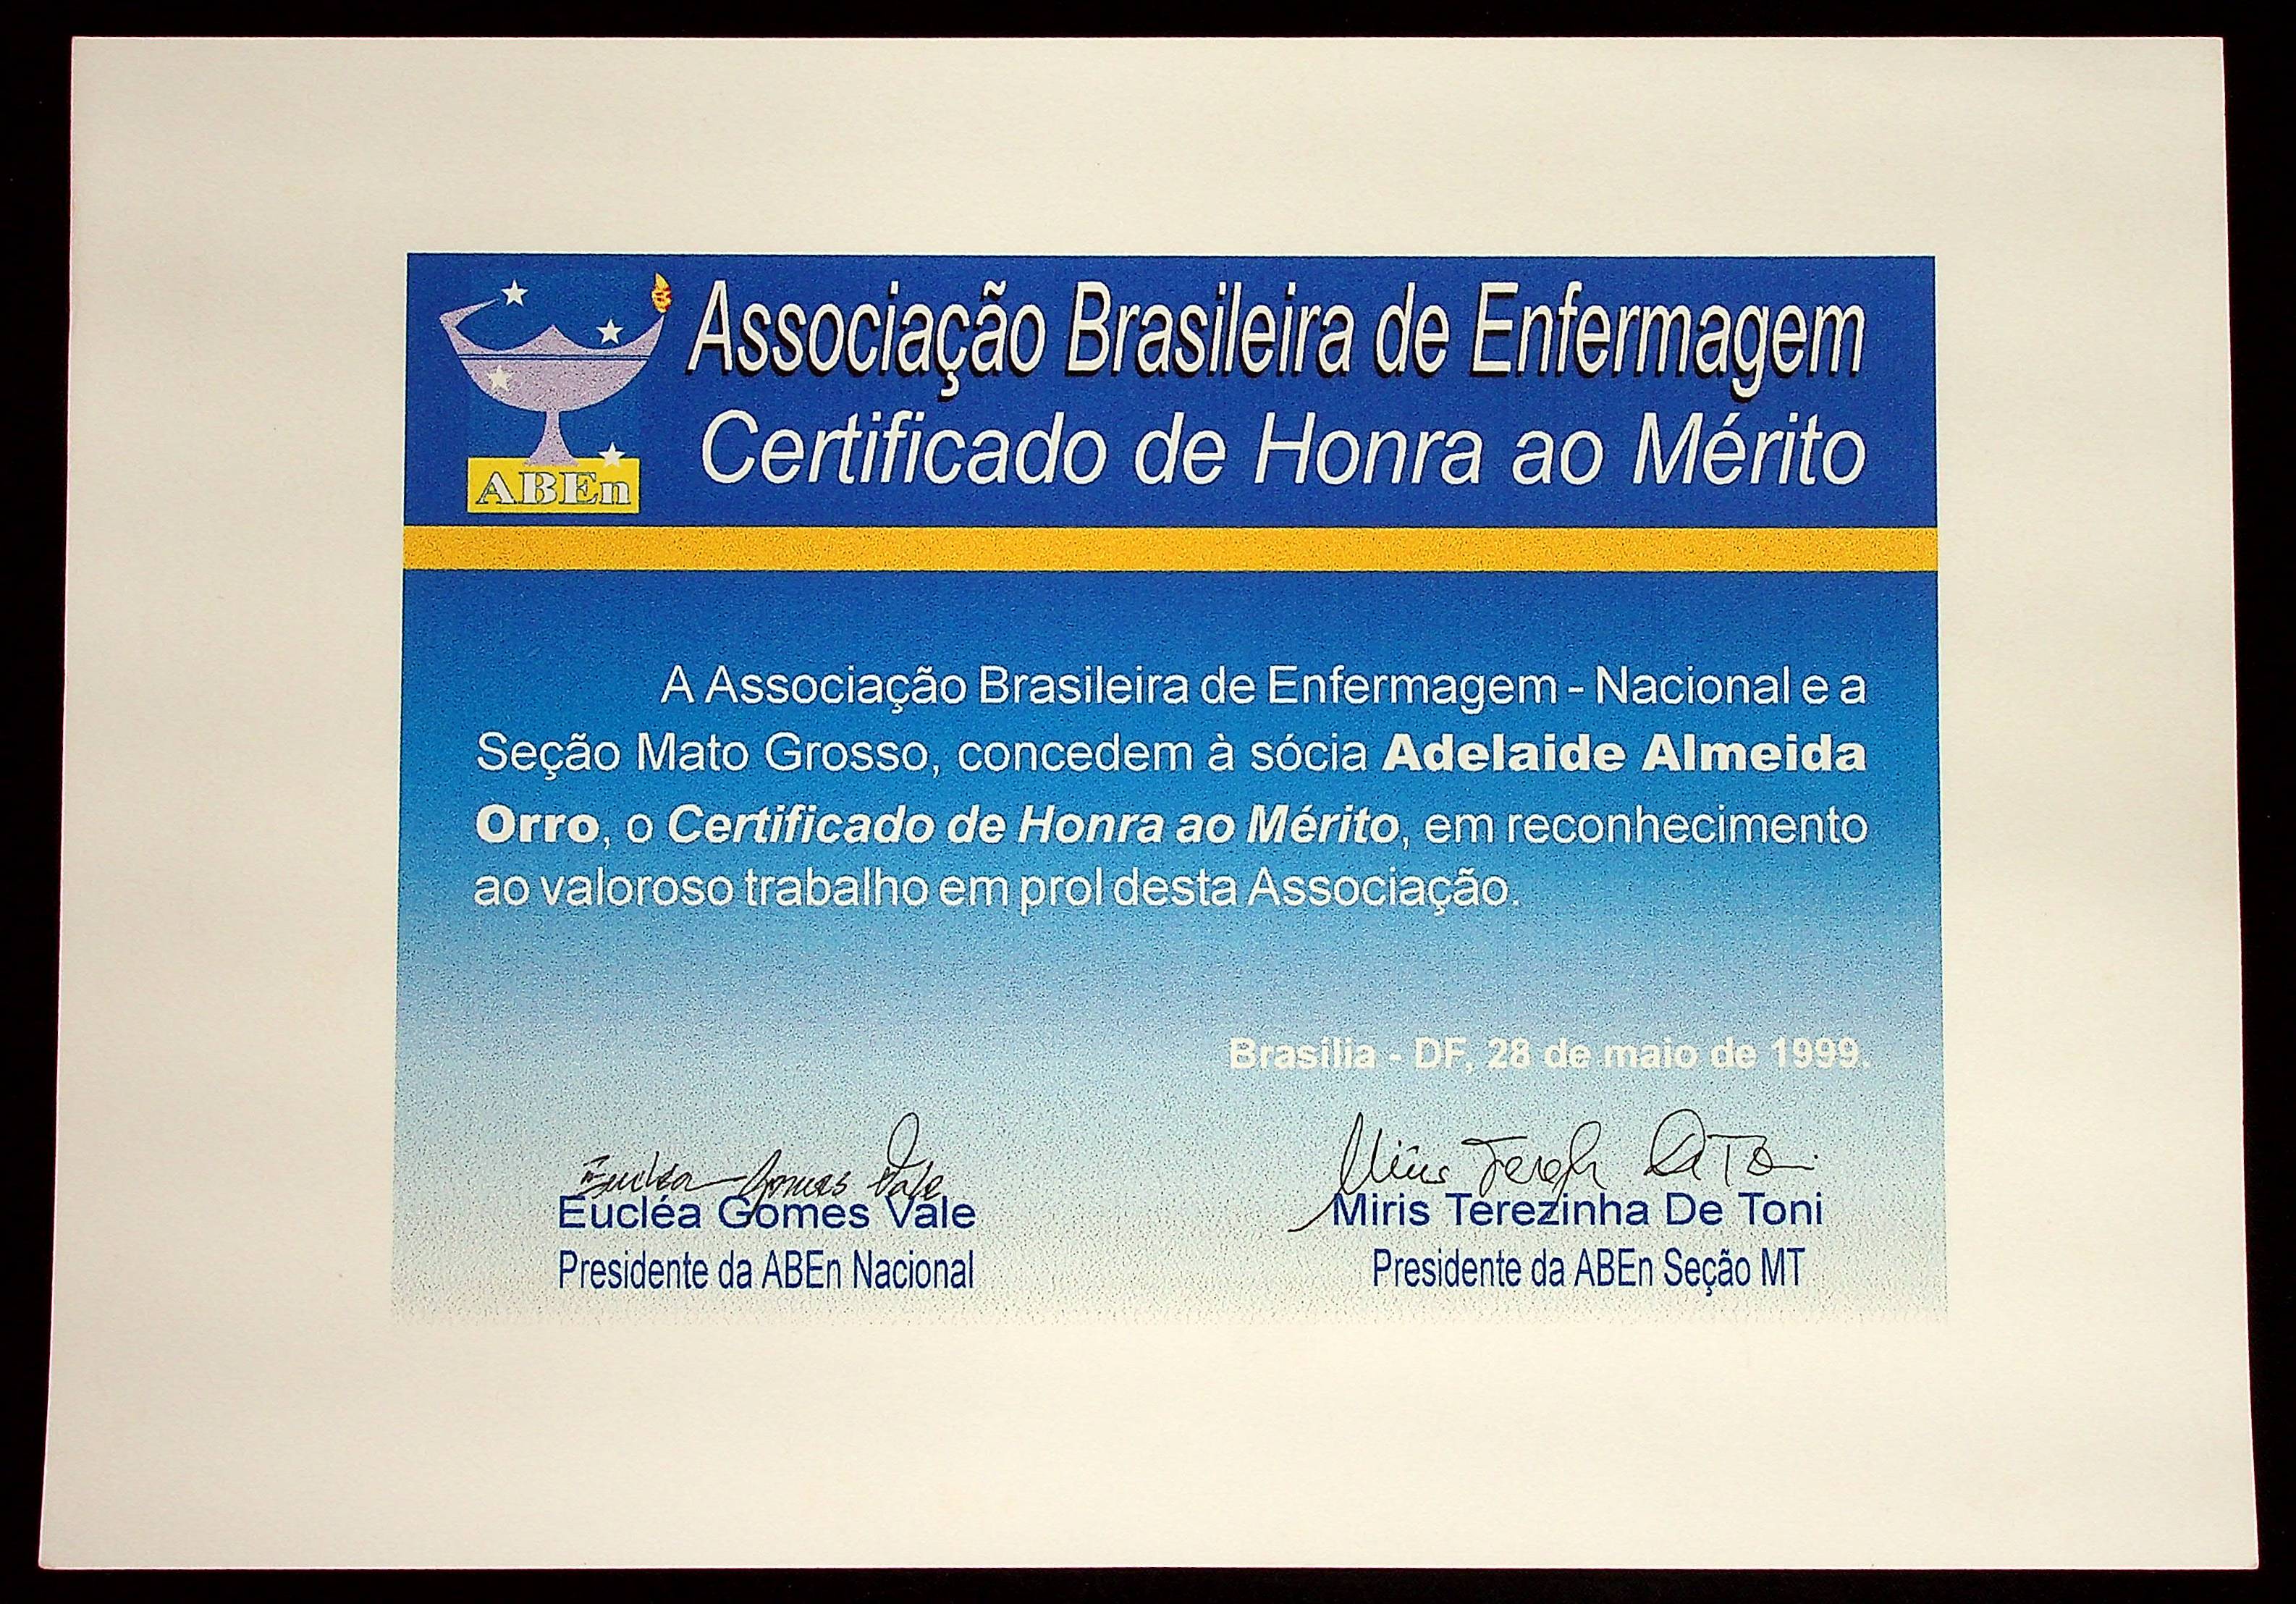 Associação Brasileira de Enfermagem
Certificado de Honra ao Mérito
ABEn
A Associação Brasileira de Enfermagem - Nacional e a
Seção Mato Grosso, concedem à sócia Adelaide Almeida
Orro, o Certificado de Honra ao Mérito, em reconhecimento
ao valoroso trabalho em prol desta Associação.
Brasília - DF, 28 de maio de 1999.
Eucléa Gomes Vale
Eucléa Gomes Vale
Presidente da ABEn Nacional
Miris Terezinha De Toni
Presidente da ABEn Seção MT